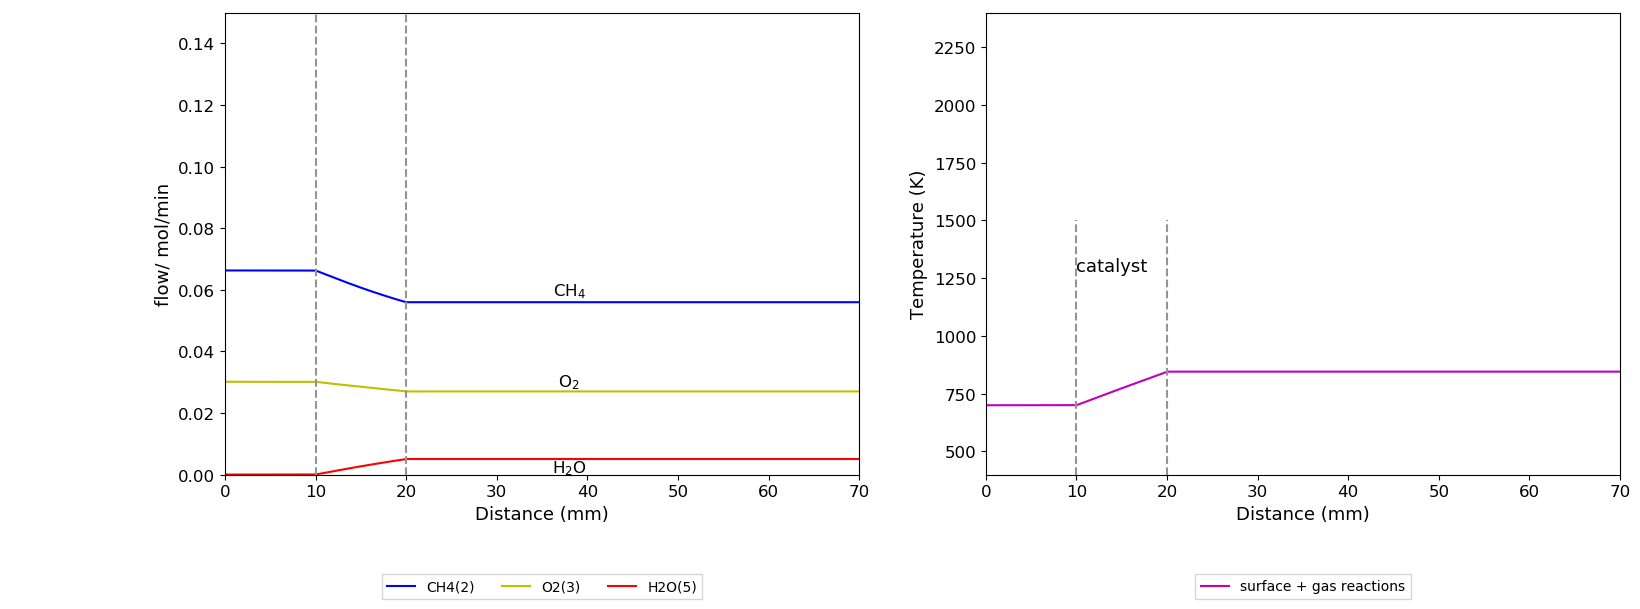 0.14
0.12
0.10
0.08
0.06
0.04
0.02
0.00
flow/ mol/min
CH₄
O₂
H₂O
0 10 20 30 40 50 60 70
Distance (mm)
CH4(2) O2(3) H2O(5)
2250
2000
1750
1500
1250
1000
750
500
Temperature (K)
catalyst
0 10 20 30 40 50 60 70
Distance (mm)
surface + gas reactions